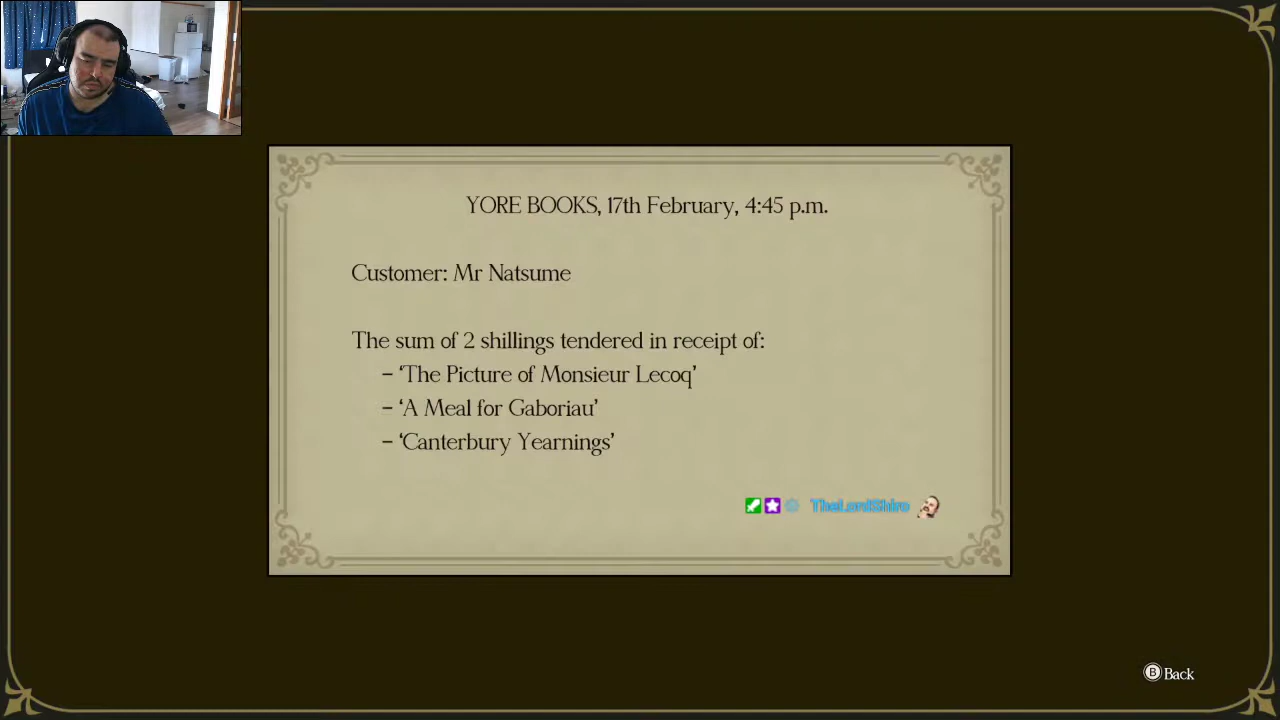 YORE BOOKS, 17th February, 4:45 p.m.
Customer: Mr Natsume
The sum of 2 shillings tendered in receipt of:
– ‘The Picture of Monsieur Lecoq’
– ‘A Meal for Gaboriau’
– ‘Canterbury Yearnings’
TheLordShiro
B Back